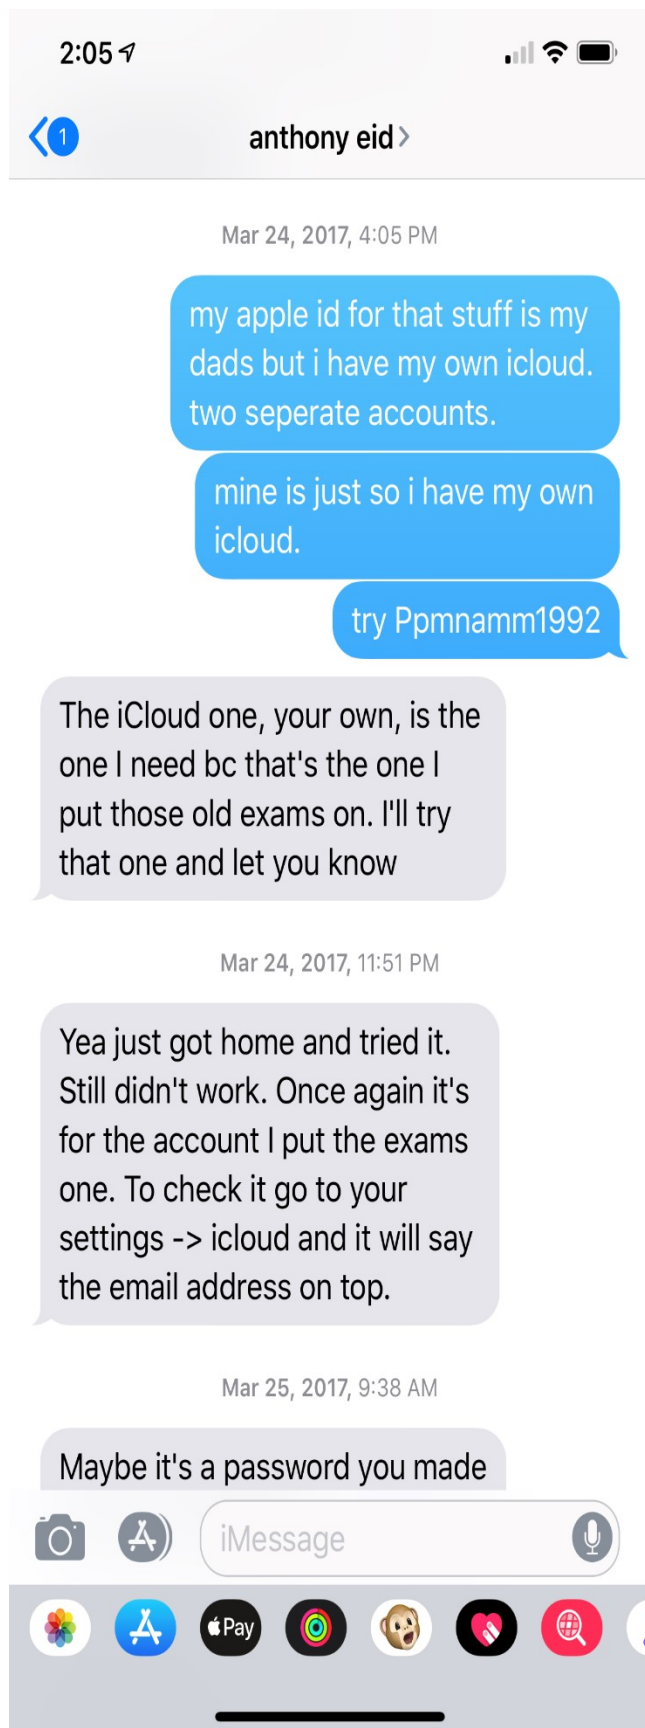 2:05
1
anthony eid
Mar 24, 2017, 4:05 PM
my apple id for that stuff is my
dads but i have my own icloud.
two seperate accounts.
mine is just so i have my own
icloud.
try Ppmnamm1992
The iCloud one, your own, is the
one I need bc that's the one I
put those old exams on. I'll try
that one and let you know
Mar 24, 2017, 11:51 PM
Yea just got home and tried it.
Still didn't work. Once again it's
for the account I put the exams
one. To check it go to your
settings -> icloud and it will say
the email address on top.
Mar 25, 2017, 9:38 AM
Maybe it's a password you made
iMessage
Pay